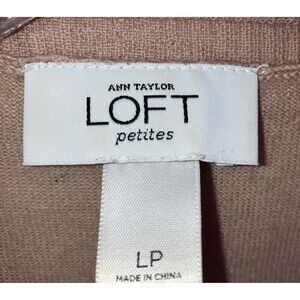 ANN TAYLOR
LOFT
petites
LP
MADE IN CHINA